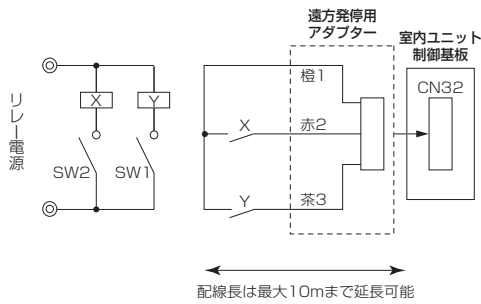 遠方発停用
アダプター
室内ユニット
制御基板
橙1
CN32
リレー電源
X
Y
X
赤2
SW2
SW1
Y
茶3
配線長は最大10mまで延長可能